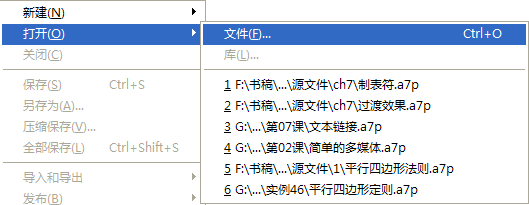 新建(N)
打开(O)
关闭(C)
保存(S) Ctrl+S
另存为(A)...
压缩保存(V)...
全部保存(L) Ctrl+Shift+S
导入和导出
发布(B)
文件(F)... Ctrl+O
库(L)...
1 F:\书稿\...\源文件\ch7\制表符.a7p
2 F:\书稿\...\源文件\ch7\过渡效果.a7p
3 G:\...\第07课\文本链接.a7p
4 G:\...\第02课\简单的多媒体.a7p
5 F:\书稿\...\源文件\1\平行四边形法则.a7p
6 G:\...\实例46\平行四边形定则.a7p